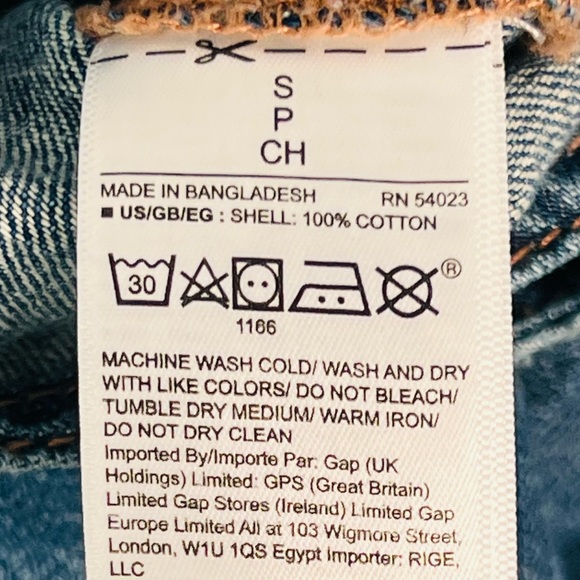 S
P
CH
MADE IN BANGLADESH RN 54023
■ US/GB/EG : SHELL: 100% COTTON
30
®
1166
MACHINE WASH COLD/ WASH AND DRY
WITH LIKE COLORS/ DO NOT BLEACH/
TUMBLE DRY MEDIUM/ WARM IRON/
DO NOT DRY CLEAN
Imported By/Importe Par: Gap (UK
Holdings) Limited: GPS (Great Britain)
Limited Gap Stores (Ireland) Limited Gap
Europe Limited All at 103 Wigmore Street,
London, W1U 1QS Egypt Importer: RIGE,
LLC